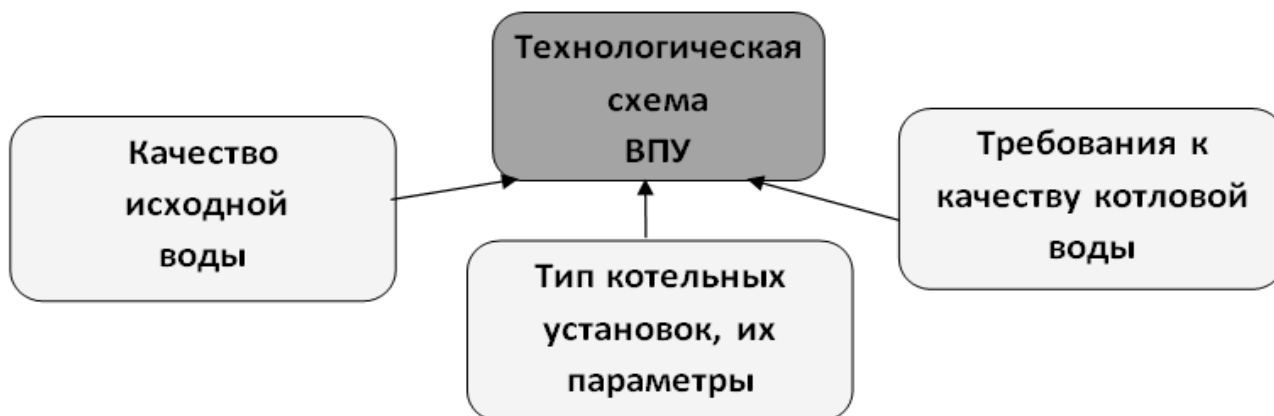 Технологическая
схема
ВПУ
Качество
исходной
воды
Тип котельных
установок, их
параметры
Требования к
качеству котловой
воды